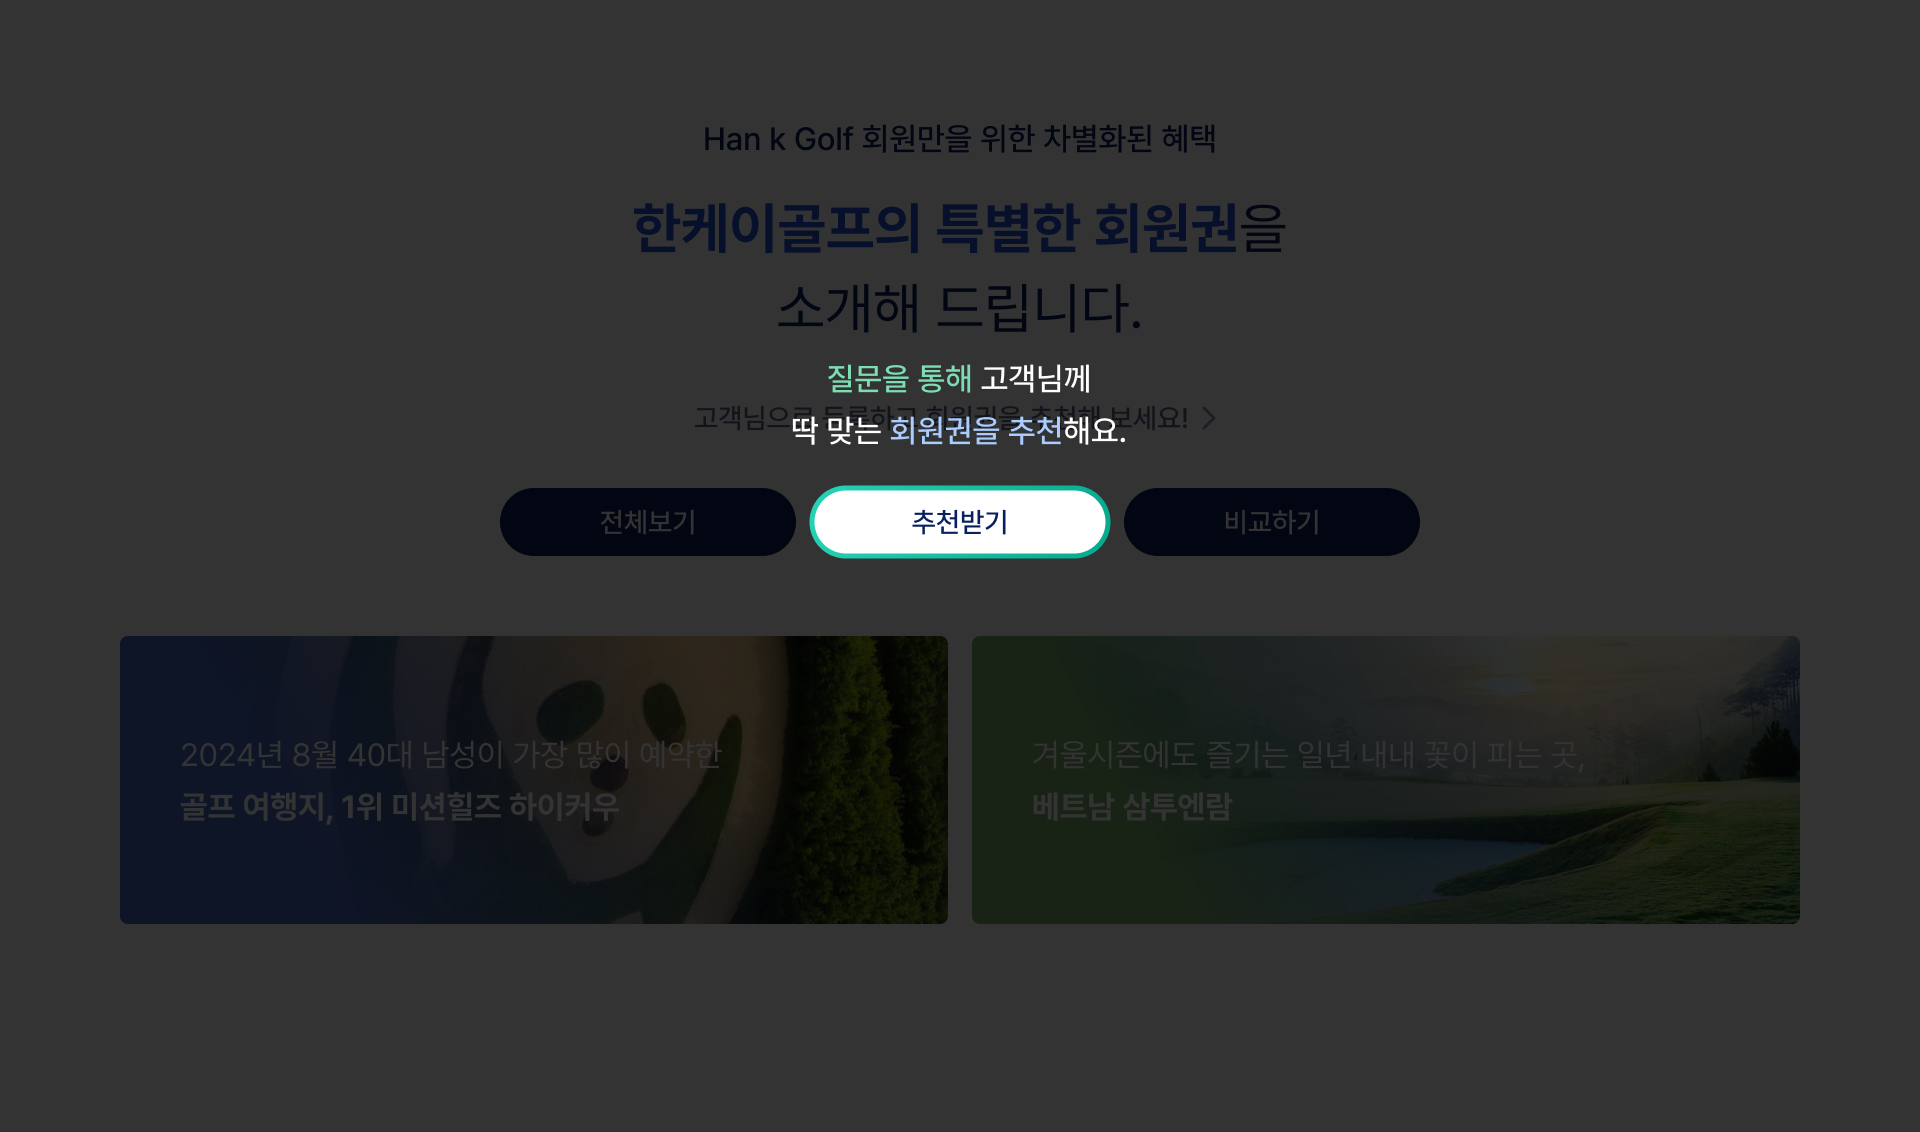 Han k Golf 회원만을 위한 차별화된 혜택
한케이골프의 특별한 회원권을
소개해 드립니다.
질문을 통해 고객님께
고객님으로 등록하고 회원권을 추천해 보세요!
딱 맞는 회원권을 추천해요.
전체보기
추천받기
비교하기
2024년 8월 40대 남성이 가장 많이 예약한
골프 여행지, 1위 미션힐즈 하이커우
겨울시즌에도 즐기는 일년 내내 꽃이 피는 곳,
베트남 삼투엔람